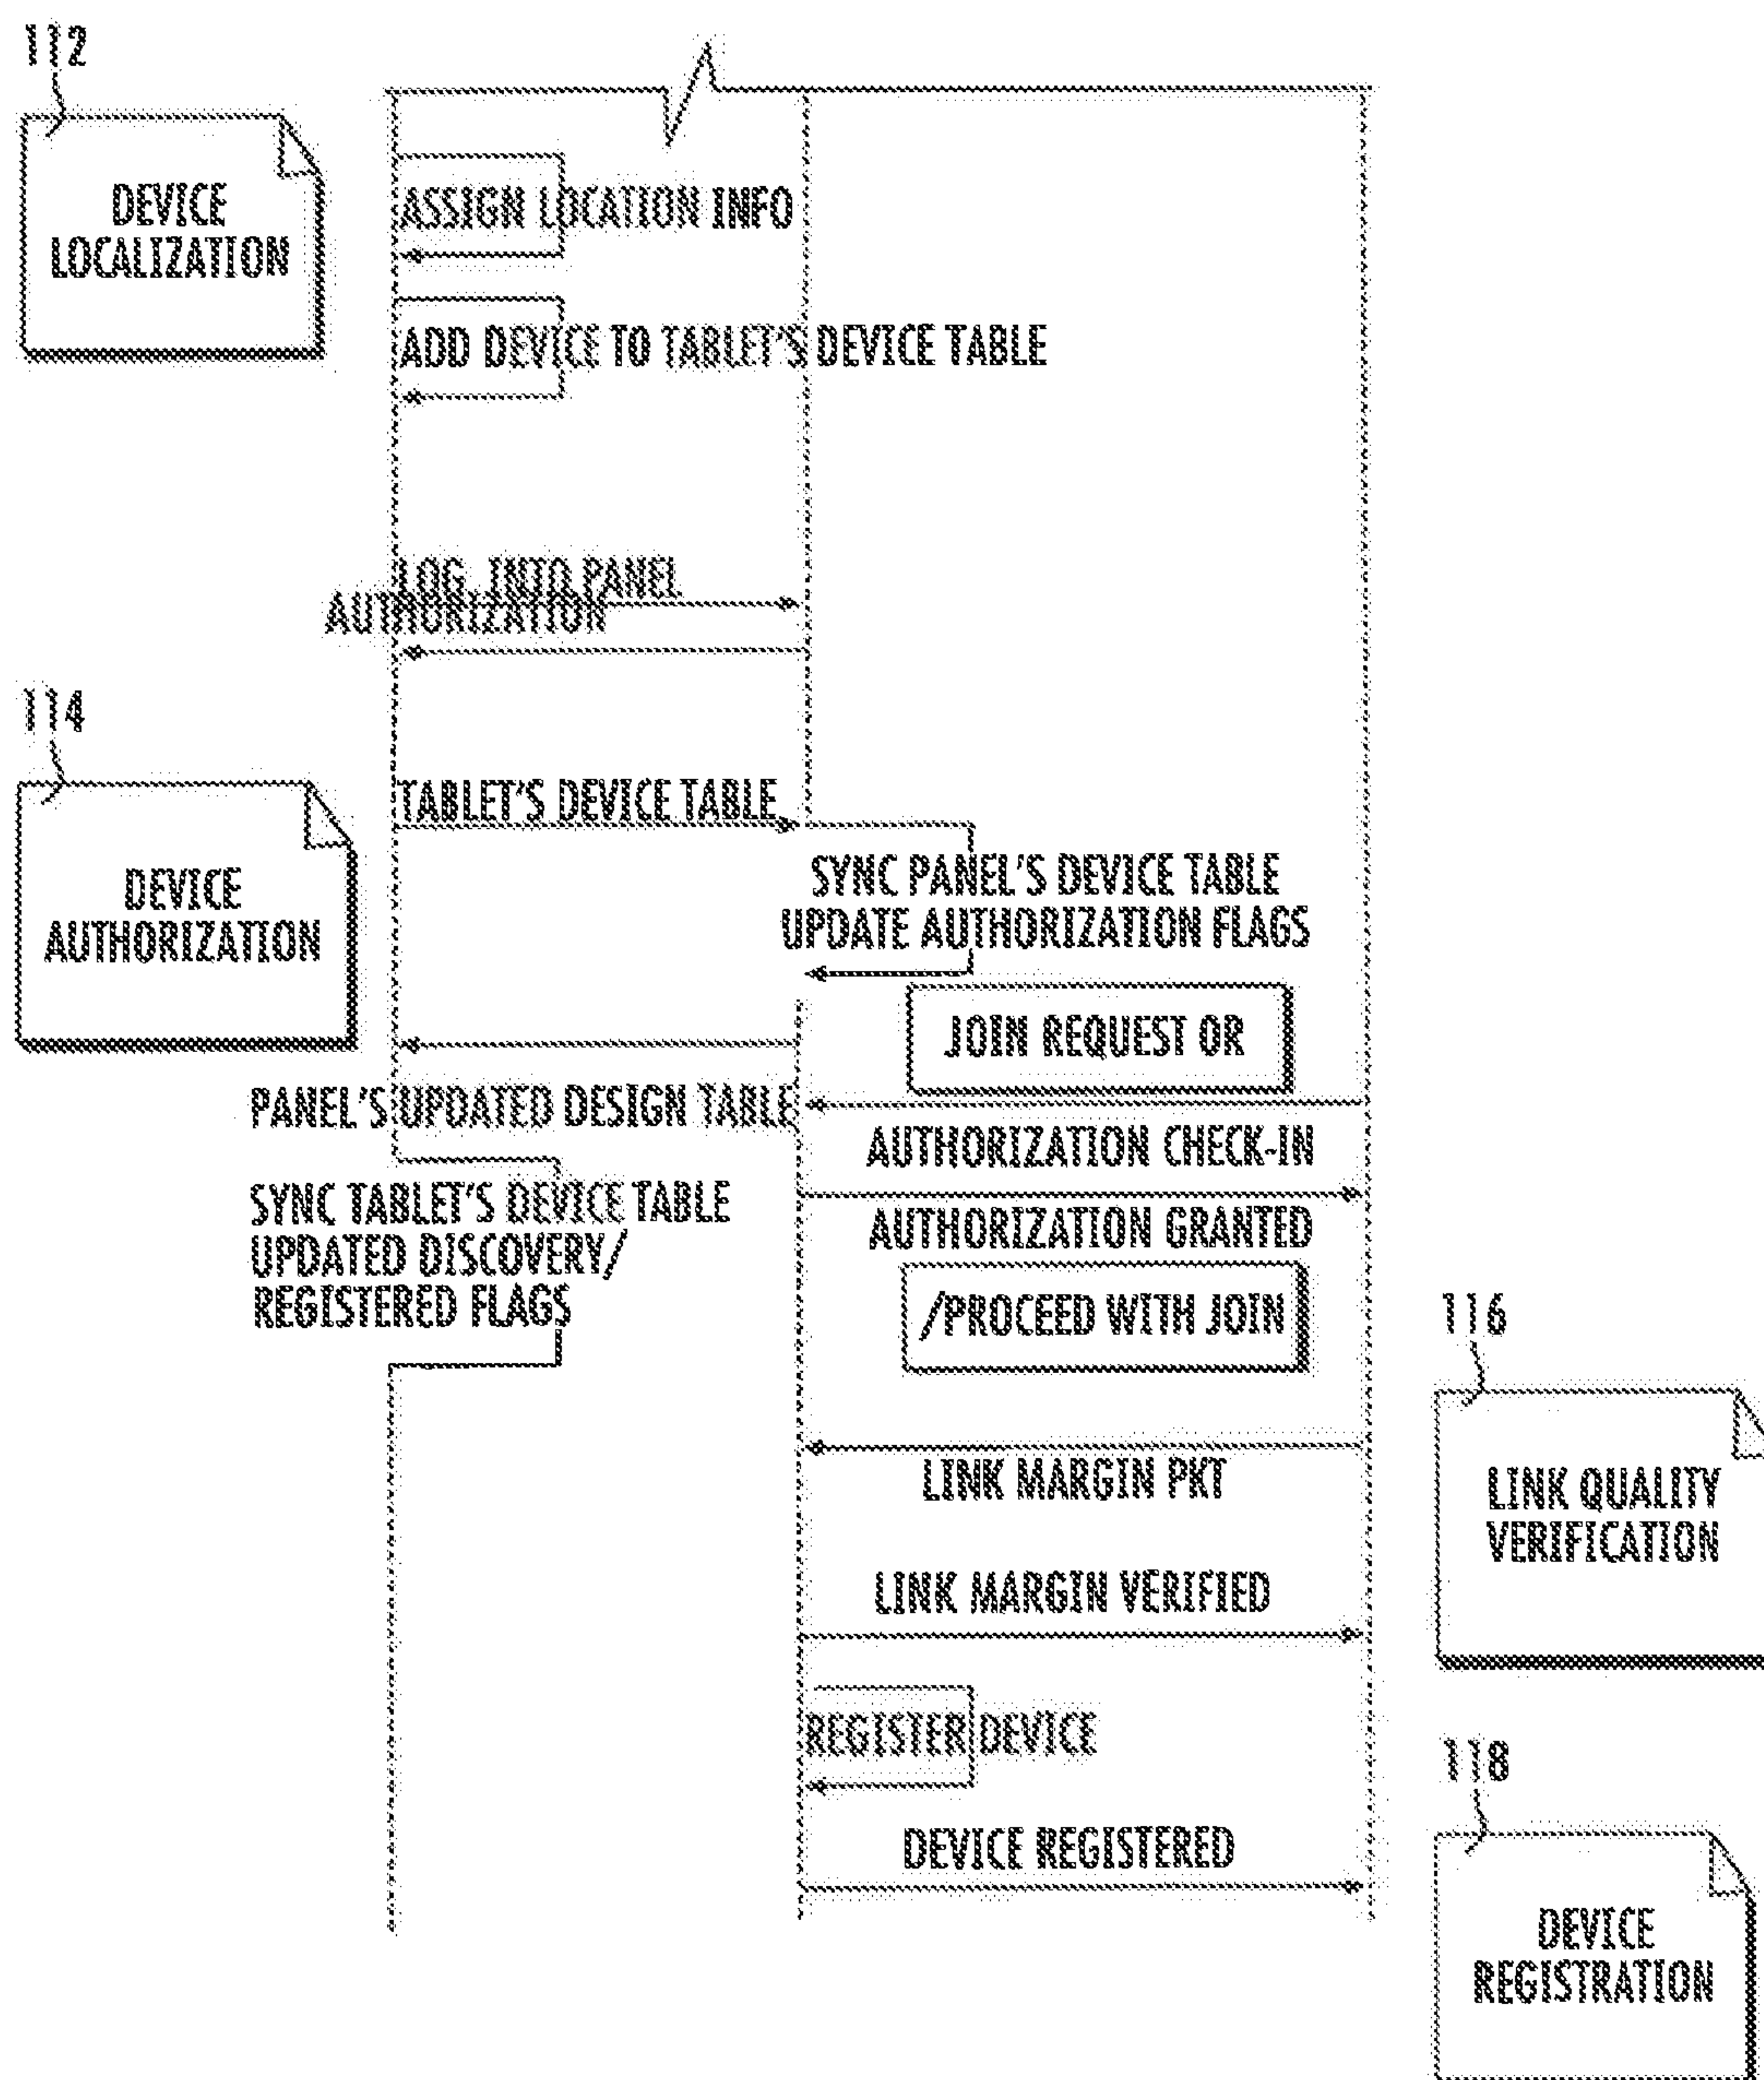 112
DEVICE
LOCALIZATION
ASSIGN LOCATION INFO
ADD DEVICE TO TABLET'S DEVICE TABLE
LOG INTO PANEL
AUTHORIZATION
114
DEVICE
AUTHORIZATION
TABLET'S DEVICE TABLE
SYNC PANEL'S DEVICE TABLE
UPDATE AUTHORIZATION FLAGS
JOIN REQUEST OR
PANEL'S UPDATED DESIGN TABLE
AUTHORIZATION CHECK-IN
SYNC TABLET'S DEVICE TABLE
UPDATED DISCOVERY/
REGISTERED FLAGS
AUTHORIZATION GRANTED
/PROCEED WITH JOIN
116
LINK QUALITY
VERIFICATION
LINK MARGIN PKT
LINK MARGIN VERIFIED
REGISTER DEVICE
118
DEVICE
REGISTRATION
DEVICE REGISTERED